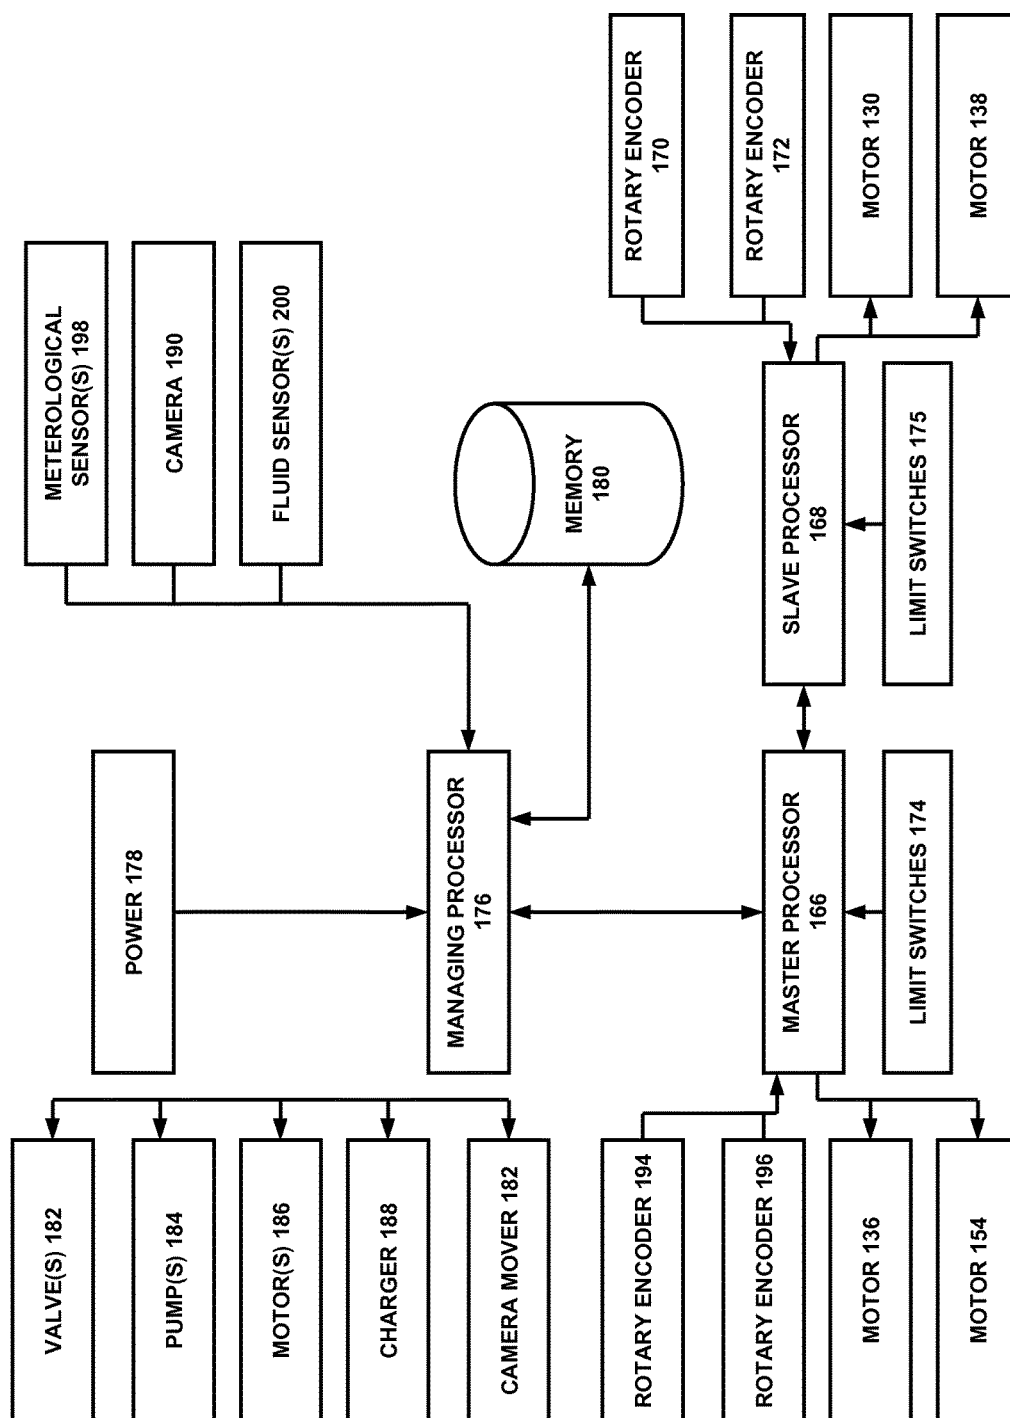 METEROLOGICAL
SENSOR(S) 198
CAMERA 190
FLUID SENSOR(S) 200
ROTARY ENCODER
170
ROTARY ENCODER
172
MOTOR 130
MOTOR 138
MEMORY
180
SLAVE PROCESSOR
168
LIMIT SWITCHES 175
POWER 178
MANAGING PROCESSOR
176
MASTER PROCESSOR
166
LIMIT SWITCHES 174
VALVE(S) 182
PUMP(S) 184
MOTOR(S) 186
CHARGER 188
CAMERA MOVER 182
ROTARY ENCODER 194
ROTARY ENCODER 196
MOTOR 136
MOTOR 154